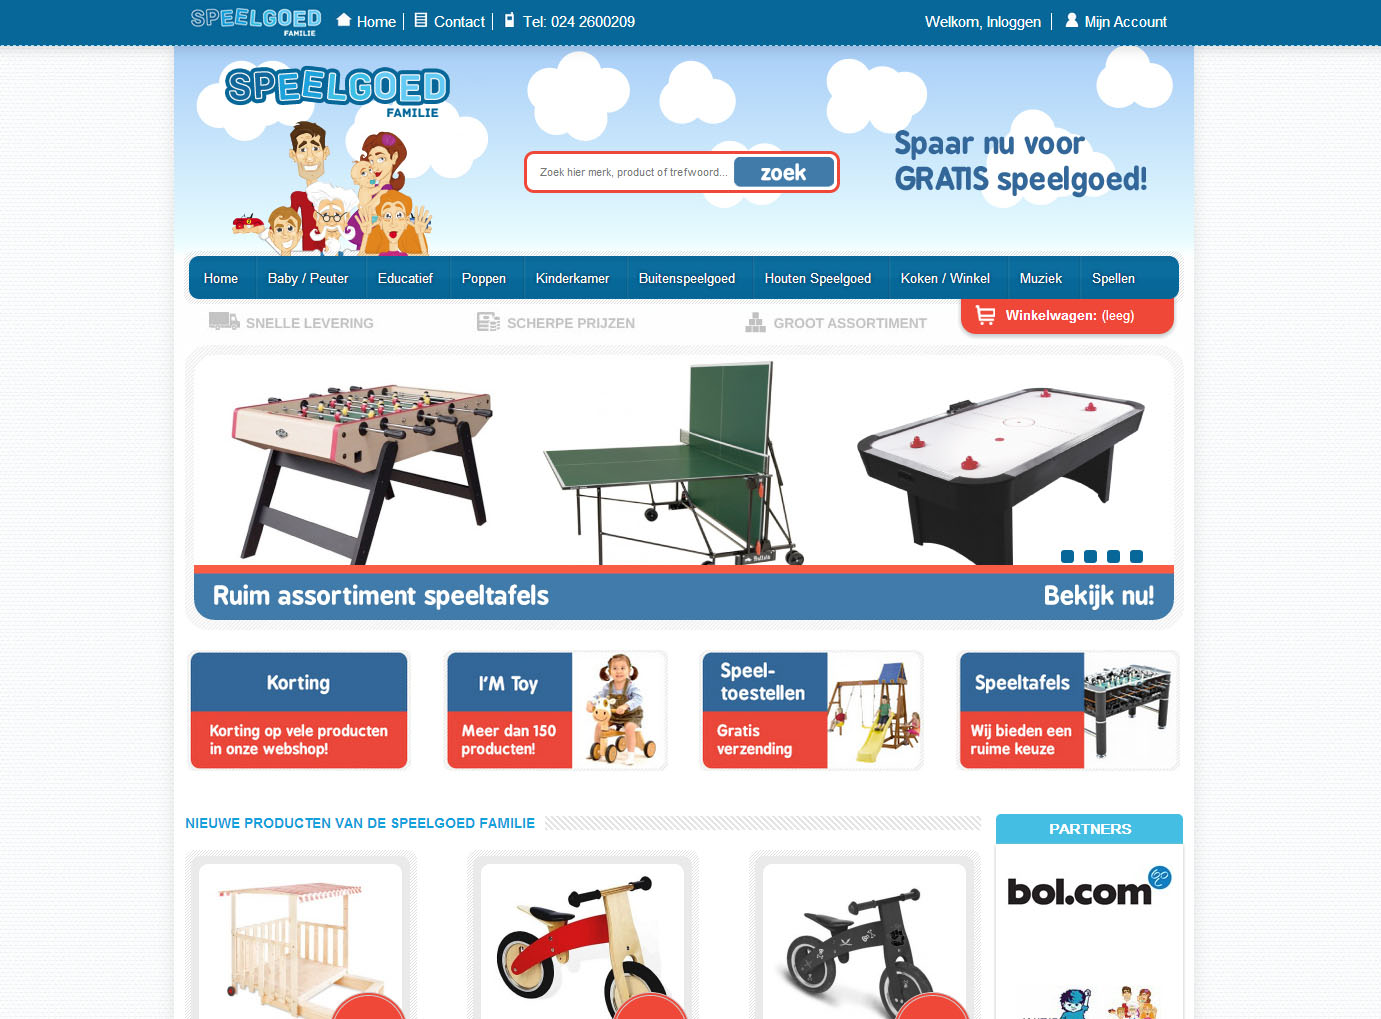 SPEELGOED
FAMILIE
Home
Contact
Tel: 024 2600209
Welkom, Inloggen
Mijn Account
SPEELGOED
FAMILIE
Zoek hier merk, product of trefwoord...
zoek
Spaar nu voor
GRATIS speelgoed!
Home
Baby / Peuter
Educatief
Poppen
Kinderkamer
Buitenspeelgoed
Houten Speelgoed
Koken / Winkel
Muziek
Spellen
SNELLE LEVERING
SCHERPE PRIJZEN
GROOT ASSORTIMENT
Winkelwagen: (leeg)
Ruim assortiment speeltafels
Bekijk nu!
Korting
Korting op vele producten
in onze webshop!
I'M Toy
Meer dan 150
producten!
Speel-
toestellen
Gratis
verzending
Speeltafels
Wij bieden een
ruime keuze
NIEUWE PRODUCTEN VAN DE SPEELGOED FAMILIE
PARTNERS
bol.com